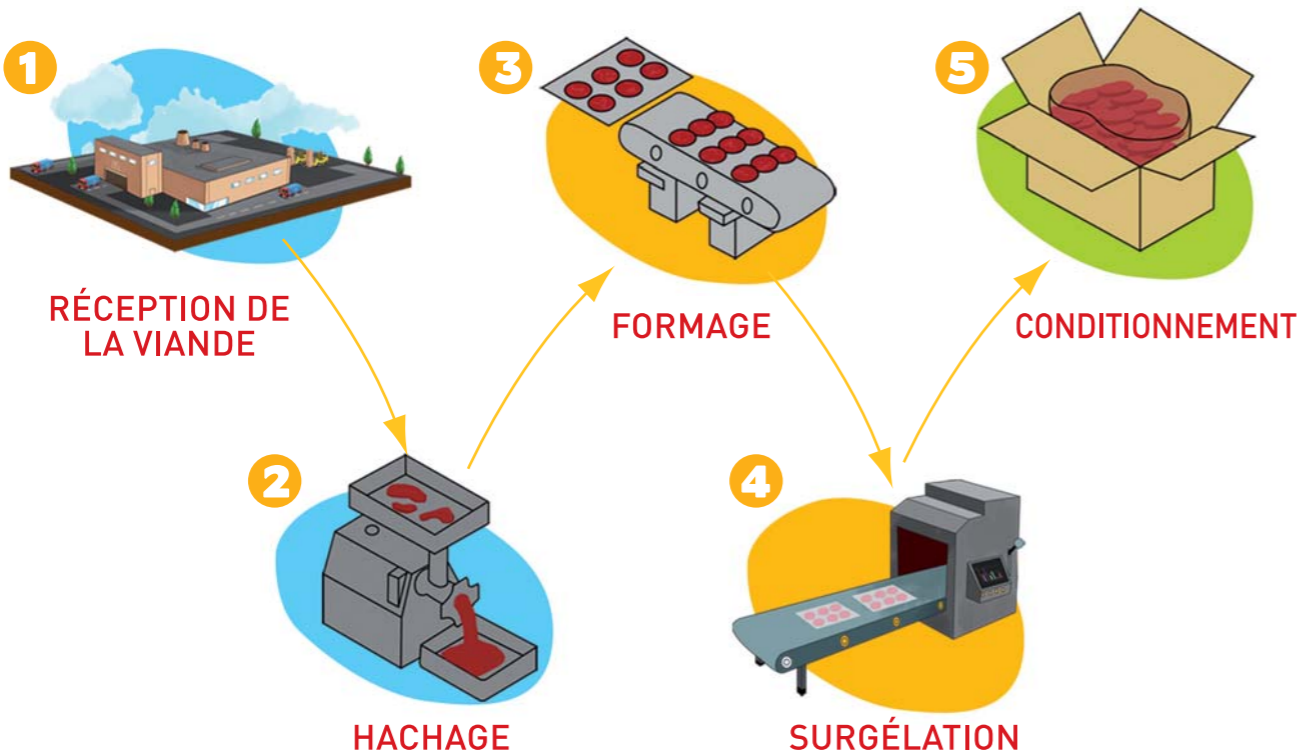 1
RÉCEPTION DE
LA VIANDE
2
HACHAGE
3
FORMAGE
4
SURGÉLATION
5
CONDITIONNEMENT